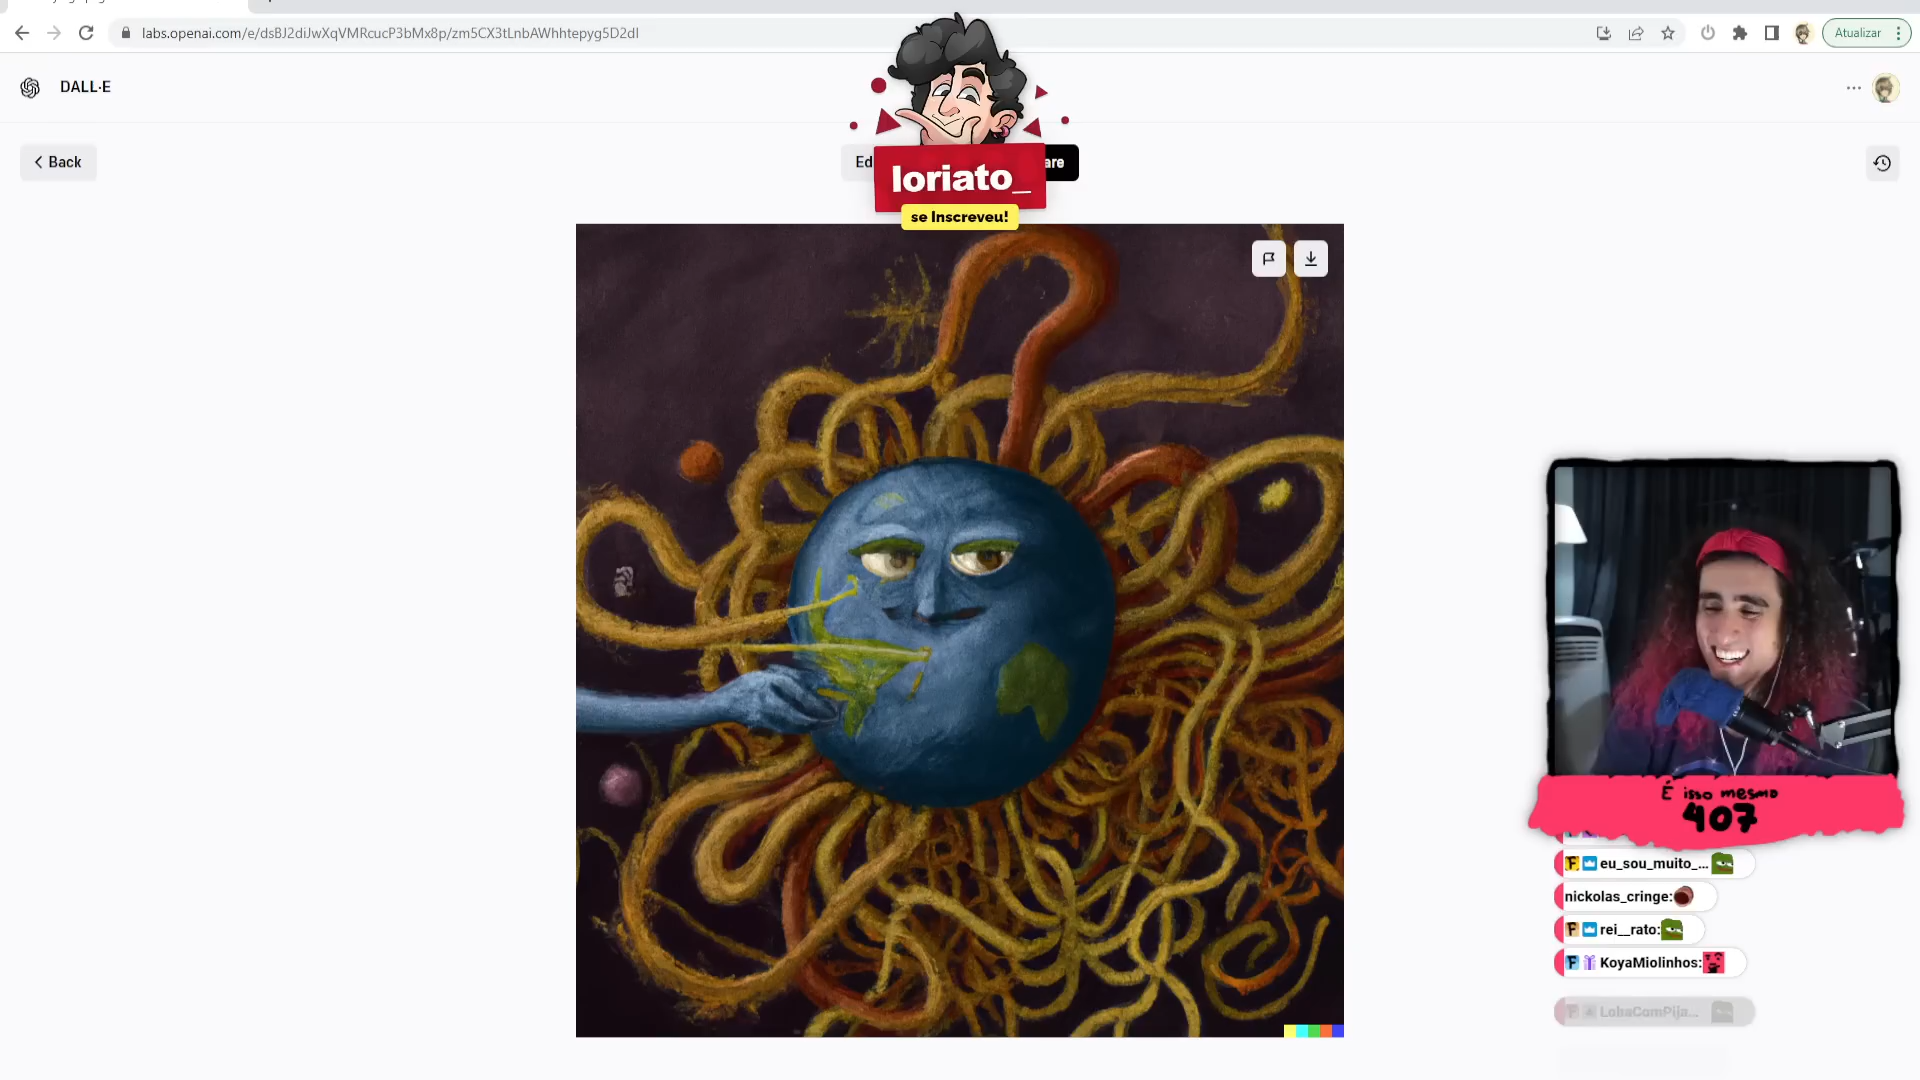 labs.openai.com/e/dsBJ2diJwXqVMRcucP3bMx8p/zm5CX3tLnbAWhhtepyg5D2dI
Atualizar
DALL·E
Back
Ed
are
loriato_
se Inscreveu!
É isso mesmo
407
eu_sou_muito_...
nickolas_cringe:
rei__rato:
KoyaMiolinhos: